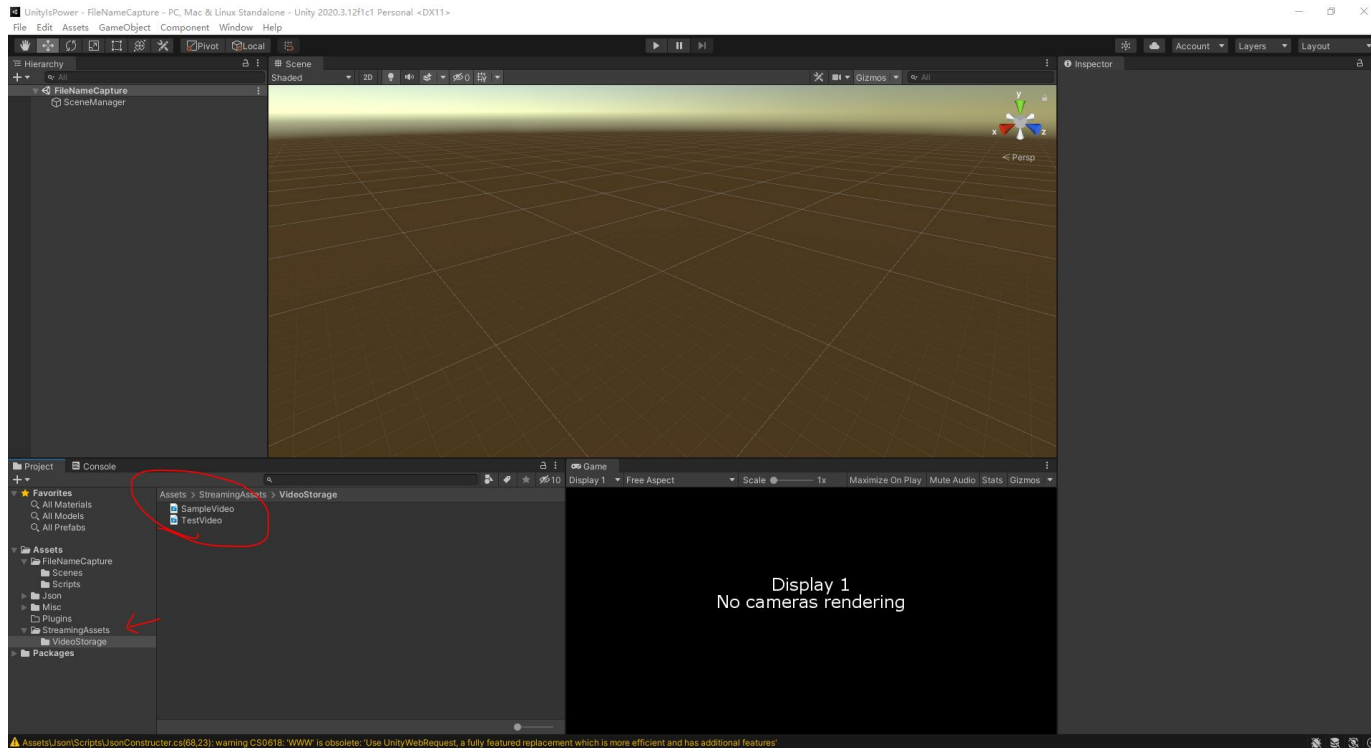 UnityIsPower - FileNameCapture - PC, Mac & Linux Standalone - Unity 2020.3.12f1c1 Personal <DX11>
File Edit Assets GameObject Component Window Help
Pivot Local Account Layers Layout
Hierarchy
All
FileNameCapture
SceneManager
Scene
Shaded 2D 0 Gizmos All
y
x z
Persp
Inspector
Project Console
10
Favorites
All Materials
All Models
All Prefabs
Assets
FileNameCapture
Scenes
Scripts
Json
Misc
Plugins
StreamingAssets
VideoStorage
Packages
Assets > StreamingAssets > VideoStorage
SampleVideo
TestVideo
Game
Display 1 Free Aspect Scale 1x Maximize On Play Mute Audio Stats Gizmos
Display 1
No cameras rendering
Assets\Json\Scripts\JsonConstructer.cs(68,23): warning CS0618: 'WWW' is obsolete: 'Use UnityWebRequest, a fully featured replacement which is more efficient and has additional features'